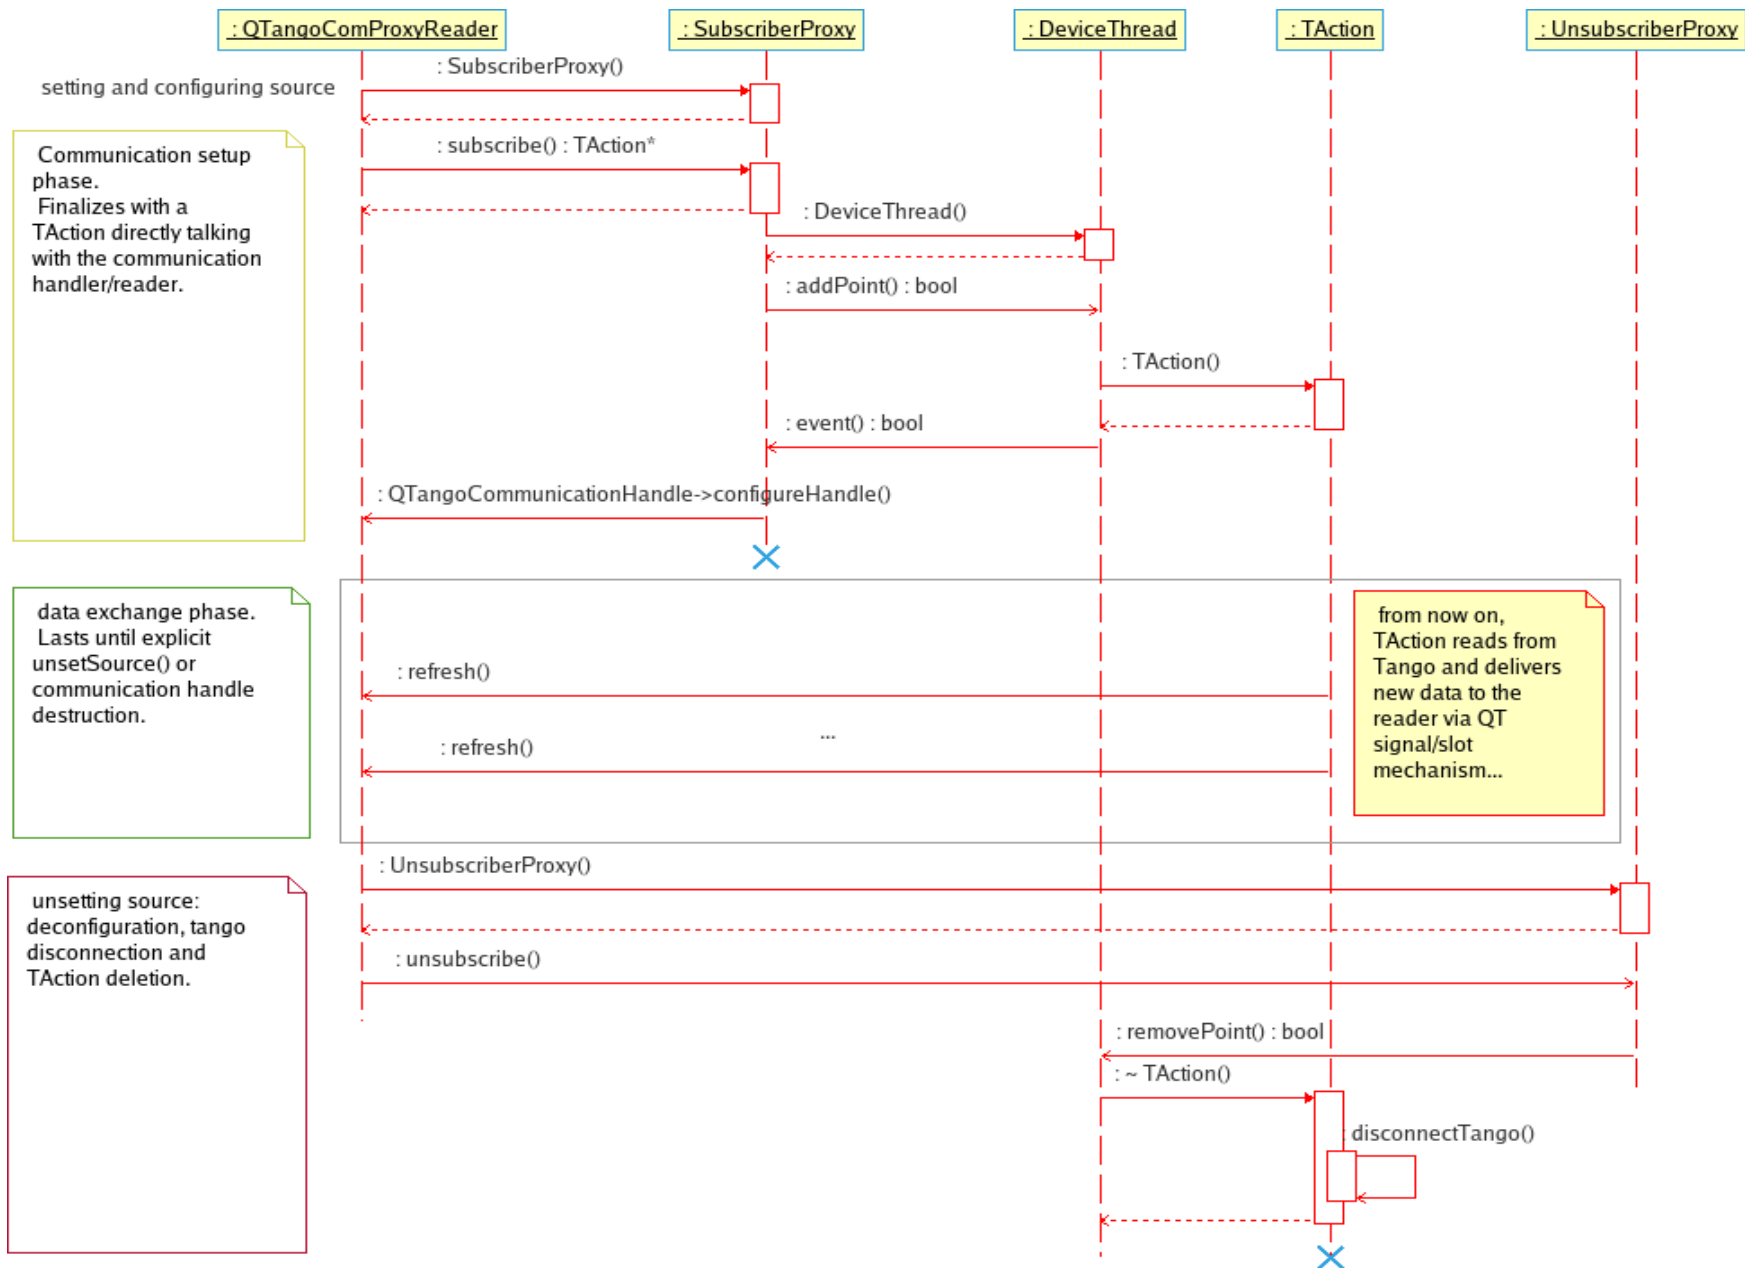 : QTangoComProxyReader
: SubscriberProxy
: DeviceThread
: TAction
: UnsubscriberProxy
: SubscriberProxy()
setting and configuring source
: subscribe() : TAction*
Communication setup
phase.
Finalizes with a
TAction directly talking
with the communication
handler/reader.
: DeviceThread()
: addPoint() : bool
: TAction()
: event() : bool
: QTangoCommunicationHandle->configureHandle()
data exchange phase.
Lasts until explicit
unsetSource() or
communication handle
destruction.
from now on,
TAction reads from
Tango and delivers
new data to the
reader via QT
signal/slot
mechanism...
: refresh()
...
: refresh()
: UnsubscriberProxy()
unsetting source:
deconfiguration, tango
disconnection and
TAction deletion.
: unsubscribe()
: removePoint() : bool
: ~ TAction()
: disconnectTango()